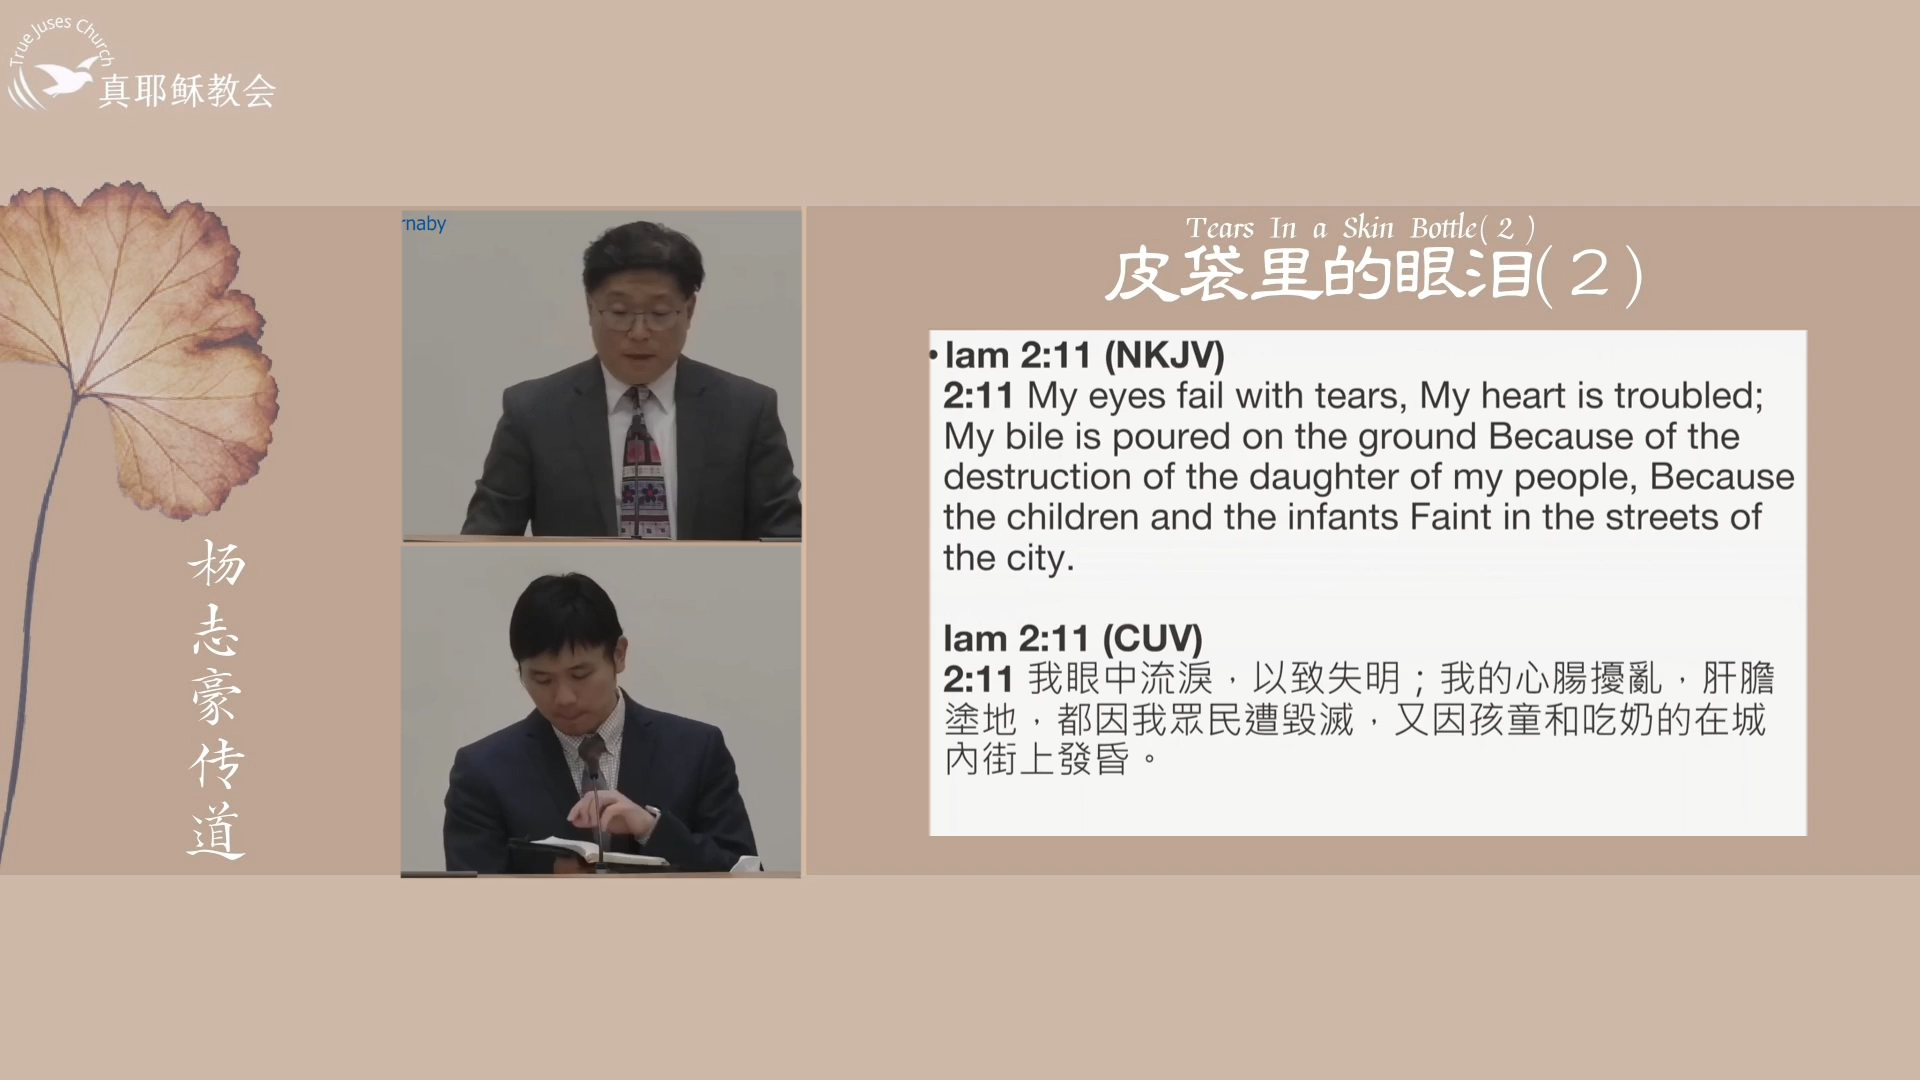 True Juses Church
真耶稣教会
rnaby
Tears In a Skin Bottle(2)
皮袋里的眼泪(2)
• lam 2:11 (NKJV)
2:11 My eyes fail with tears, My heart is troubled;
My bile is poured on the ground Because of the
destruction of the daughter of my people, Because
the children and the infants Faint in the streets of
the city.
lam 2:11 (CUV)
2:11 我眼中流淚，以致失明；我的心腸擾亂，肝膽
塗地，都因我眾民遭毀滅，又因孩童和吃奶的在城
內街上發昏。
杨志豪传道